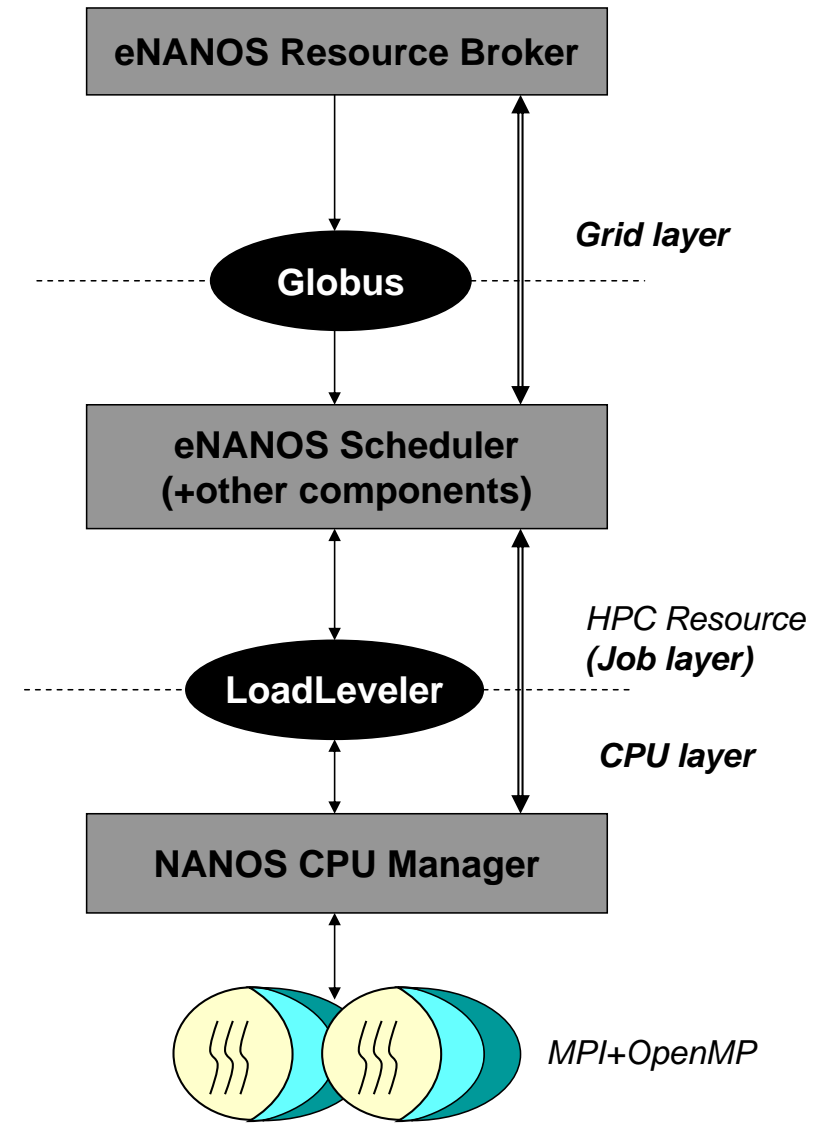 eNANOS Resource Broker
Grid layer
Globus
eNANOS Scheduler
(+other components)
HPC Resource
(Job layer)
LoadLeveler
CPU layer
NANOS CPU Manager
MPI+OpenMP